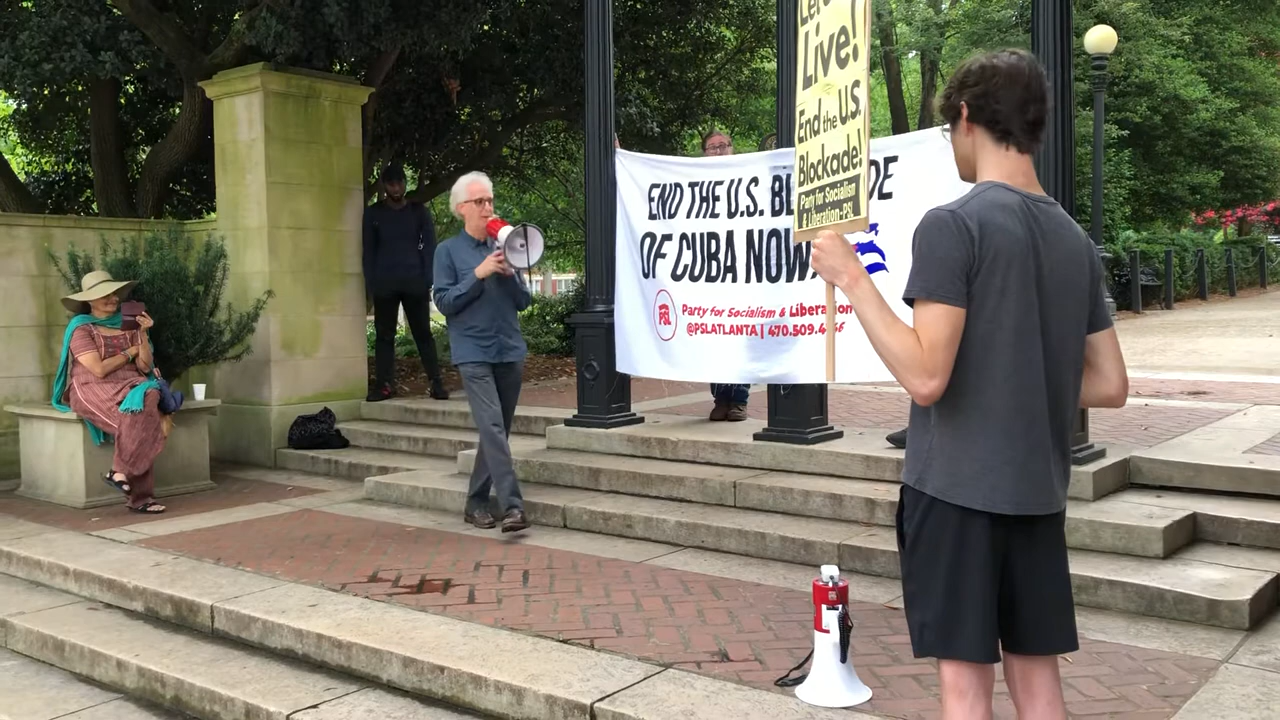 Live!
End the U.S.
Blockade!
Party for Socialism
& Liberation-PSL
END THE U.S. BL DE
OF CUBA NOW
PSL
Party for Socialism & Liberation
@PSLATLANTA | 470.509.4